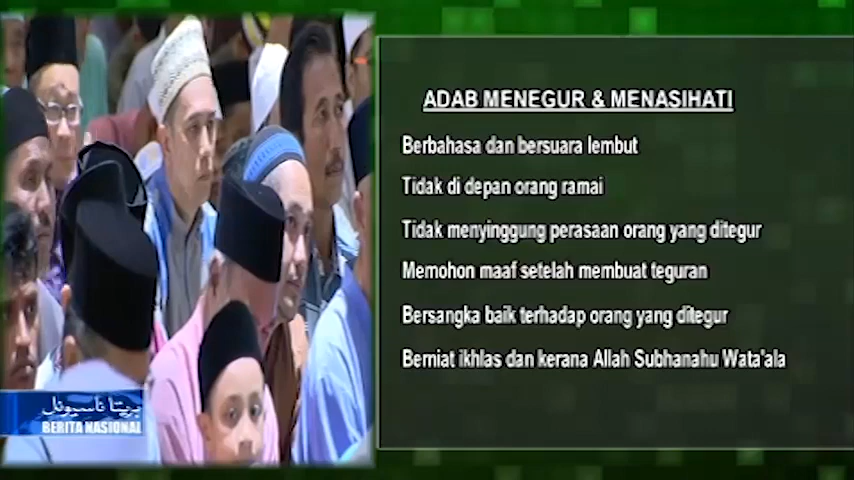 ADAB MENEGUR & MENASIHATI
Berbahasa dan bersuara lembut
Tidak di depan orang ramai
Tidak menyinggung perasaan orang yang ditegur
Memohon maaf setelah membuat teguran
Bersangka baik terhadap orang yang ditegur
Berniat ikhlas dan kerana Allah Subhanahu Wata'ala
بريتا ناسيونل
BERITA NASIONAL